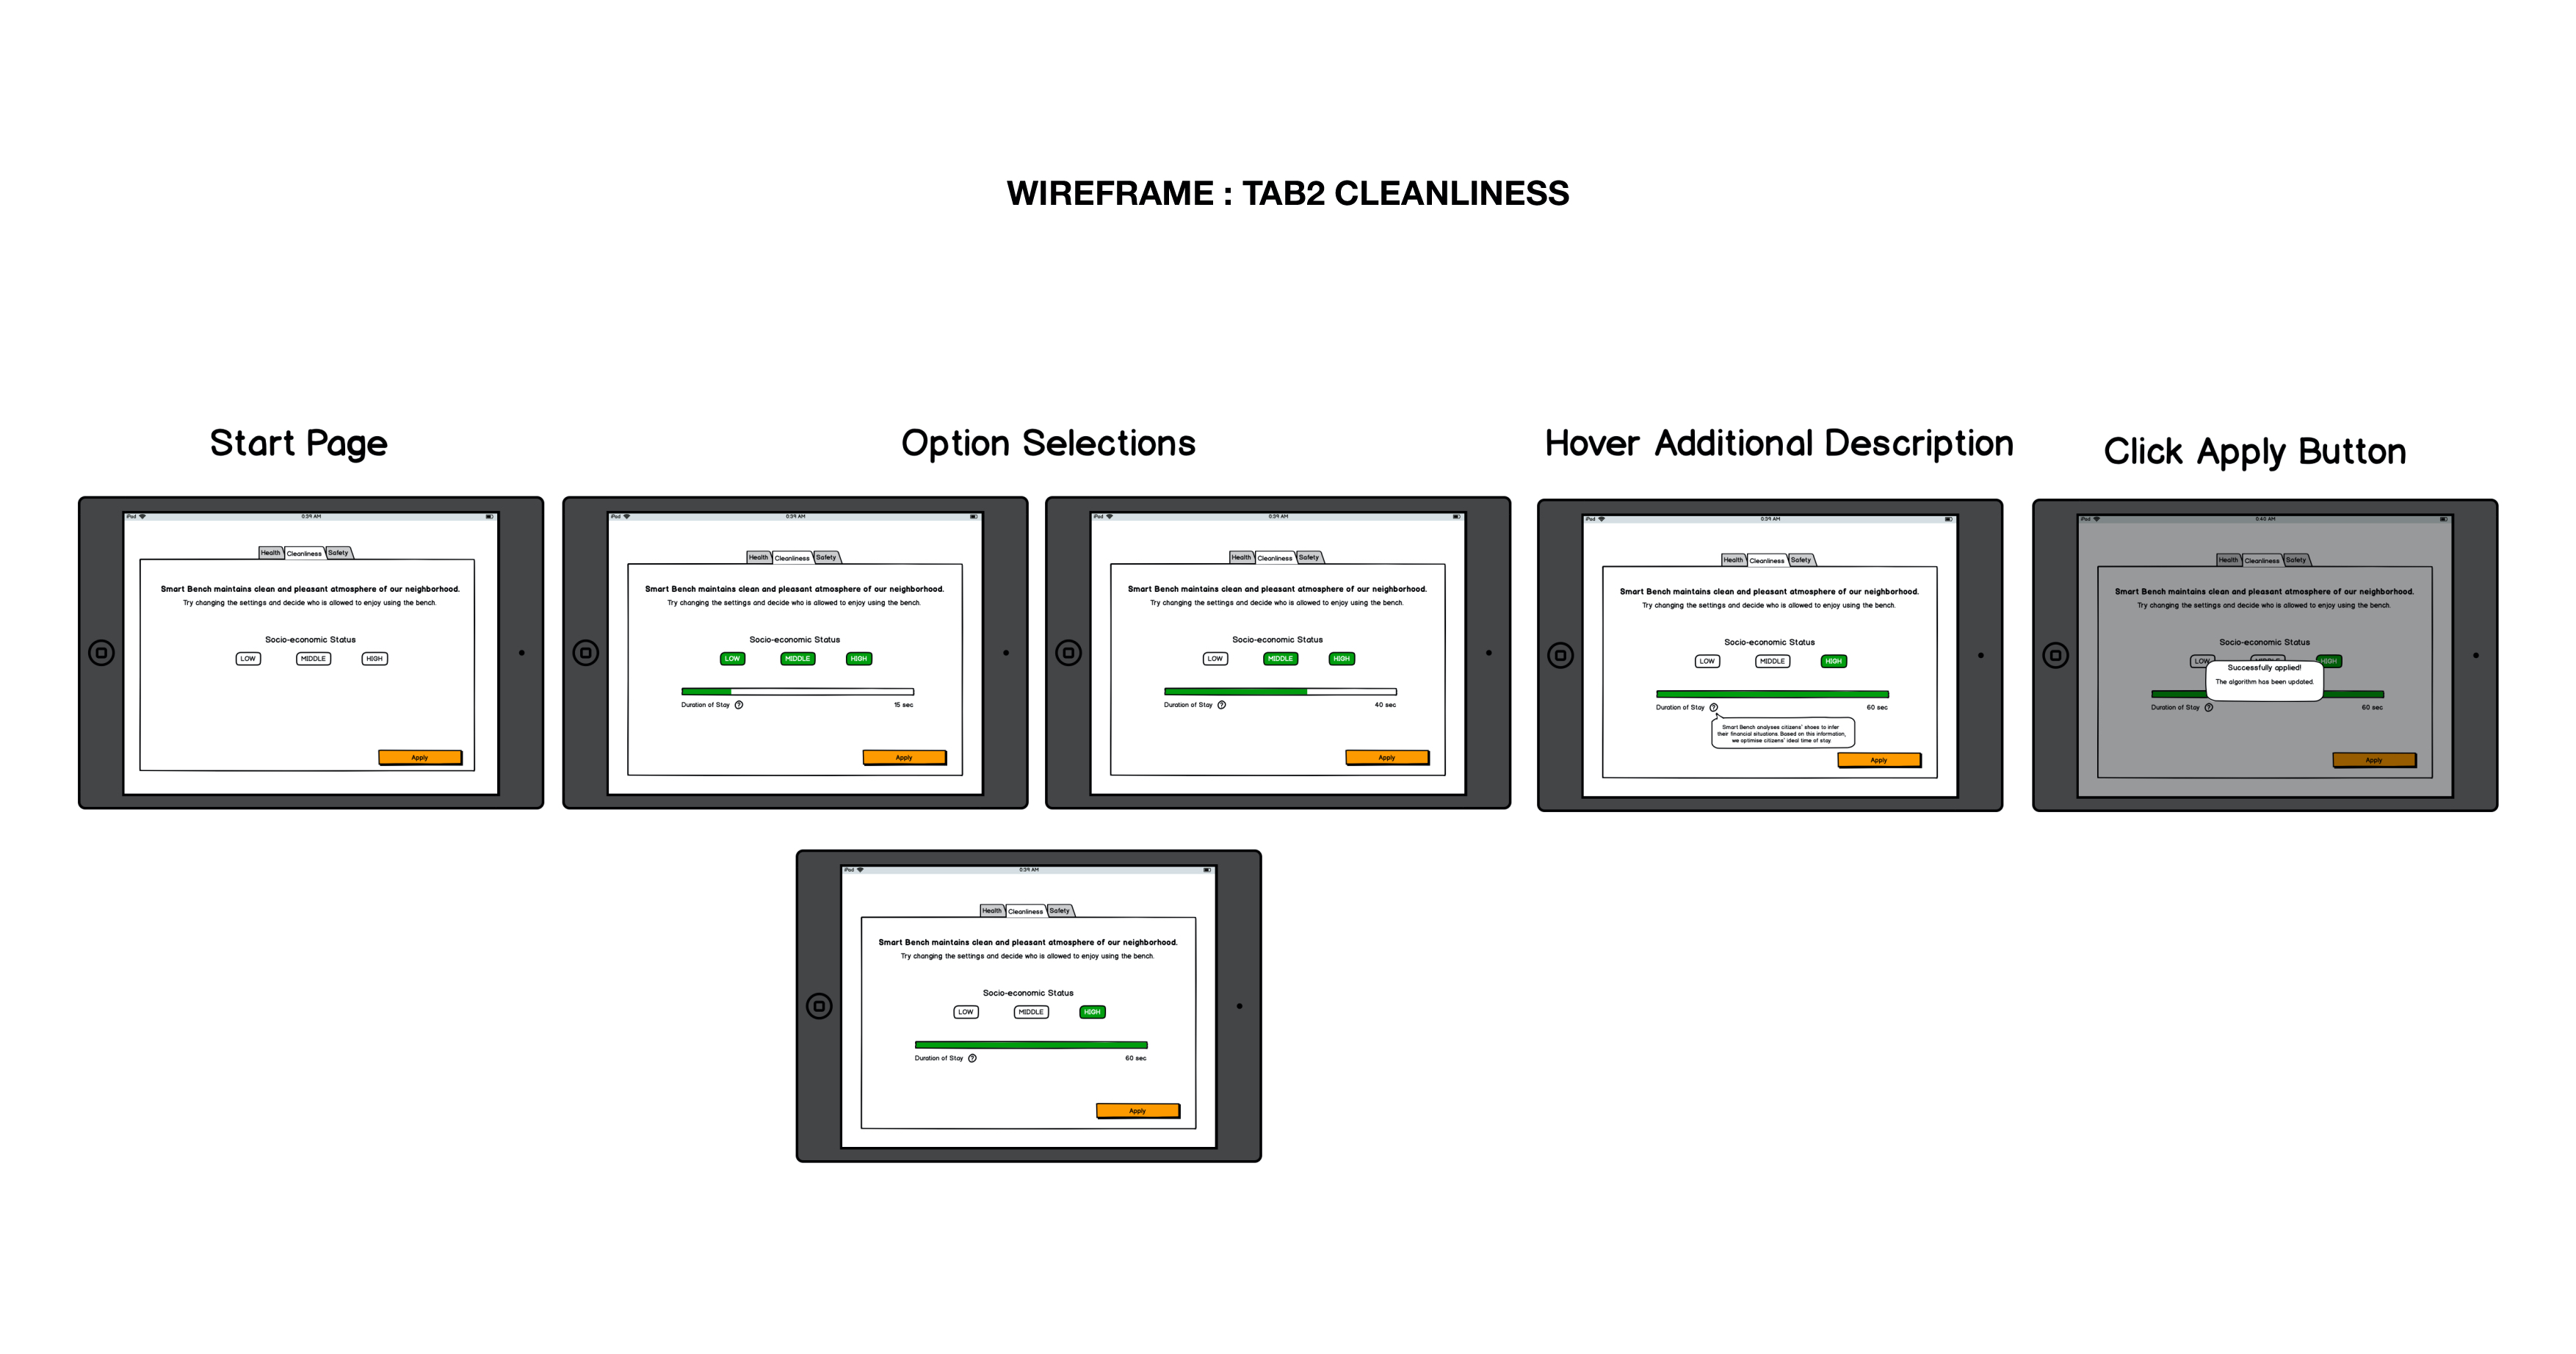 WIREFRAME : TAB2 CLEANLINESS
Start Page
Option Selections
Hover Additional Description
Click Apply Button
iPad
0:39 AM
Health
Cleanliness
Safety
Smart Bench maintains clean and pleasant atmosphere of our neighborhood.
Try changing the settings and decide who is allowed to enjoy using the bench.
Socio-economic Status
LOW
MIDDLE
HIGH
Apply
iPad
0:39 AM
Health
Cleanliness
Safety
Smart Bench maintains clean and pleasant atmosphere of our neighborhood.
Try changing the settings and decide who is allowed to enjoy using the bench.
Socio-economic Status
LOW
MIDDLE
HIGH
Duration of Stay ?
15 sec
Apply
iPad
0:39 AM
Health
Cleanliness
Safety
Smart Bench maintains clean and pleasant atmosphere of our neighborhood.
Try changing the settings and decide who is allowed to enjoy using the bench.
Socio-economic Status
LOW
MIDDLE
HIGH
Duration of Stay ?
40 sec
Apply
iPad
0:39 AM
Health
Cleanliness
Safety
Smart Bench maintains clean and pleasant atmosphere of our neighborhood.
Try changing the settings and decide who is allowed to enjoy using the bench.
Socio-economic Status
LOW
MIDDLE
HIGH
Duration of Stay ?
60 sec
Smart Bench analyses citizens' shoes to infer
their financial situations. Based on this information,
we optimise citizens' ideal time of stay.
Apply
iPad
0:40 AM
Health
Cleanliness
Safety
Smart Bench maintains clean and pleasant atmosphere of our neighborhood.
Try changing the settings and decide who is allowed to enjoy using the bench.
Socio-economic Status
LOW
MIDDLE
HIGH
Successfully applied!
The algorithm has been updated.
Duration of Stay ?
60 sec
Apply
iPad
0:39 AM
Health
Cleanliness
Safety
Smart Bench maintains clean and pleasant atmosphere of our neighborhood.
Try changing the settings and decide who is allowed to enjoy using the bench.
Socio-economic Status
LOW
MIDDLE
HIGH
Duration of Stay ?
60 sec
Apply